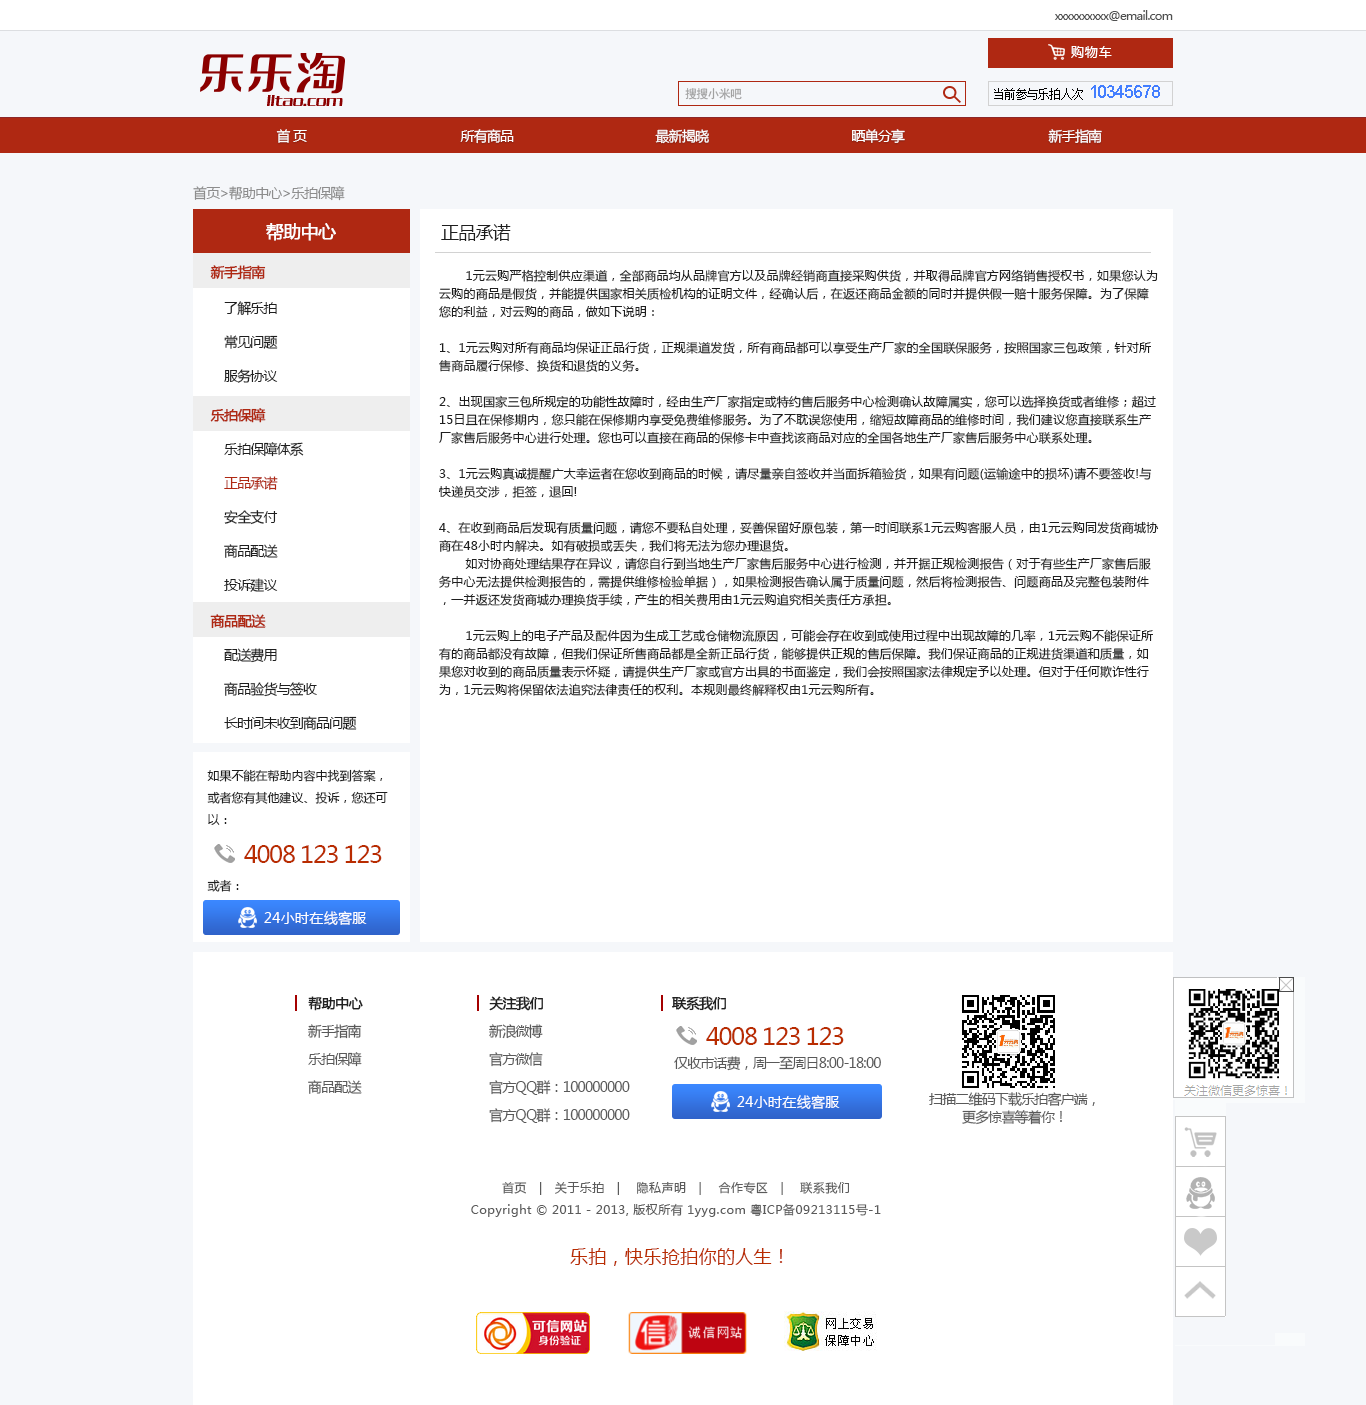 xxxxxxxxxx@email.com
购物车
乐乐淘
lltao.com
搜搜小米吧
当前参与乐拍人次 10345678
首 页 所有商品 最新揭晓 晒单分享 新手指南
首页>帮助中心>乐拍保障
帮助中心
新手指南
了解乐拍
常见问题
服务协议
乐拍保障
乐拍保障体系
正品承诺
安全支付
商品配送
投诉建议
商品配送
配送费用
商品验货与签收
长时间未收到商品问题
如果不能在帮助内容中找到答案，
或者您有其他建议、投诉，您还可
以：
4008 123 123
或者：
24小时在线客服
正品承诺
1元云购严格控制供应渠道，全部商品均从品牌官方以及品牌经销商直接采购供货，并取得品牌官方网络销售授权书，如果您认为
云购的商品是假货，并能提供国家相关质检机构的证明文件，经确认后，在返还商品金额的同时并提供假一赔十服务保障。为了保障
您的利益，对云购的商品，做如下说明：
1、1元云购对所有商品均保证正品行货，正规渠道发货，所有商品都可以享受生产厂家的全国联保服务，按照国家三包政策，针对所
售商品履行保修、换货和退货的义务。
2、出现国家三包所规定的功能性故障时，经由生产厂家指定或特约售后服务中心检测确认故障属实，您可以选择换货或者维修；超过
15日且在保修期内，您只能在保修期内享受免费维修服务。为了不耽误您使用，缩短故障商品的维修时间，我们建议您直接联系生产
厂家售后服务中心进行处理。您也可以直接在商品的保修卡中查找该商品对应的全国各地生产厂家售后服务中心联系处理。
3、1元云购真诚提醒广大幸运者在您收到商品的时候，请尽量亲自签收并当面拆箱验货，如果有问题(运输途中的损坏)请不要签收!与
快递员交涉，拒签，退回!
4、在收到商品后发现有质量问题，请您不要私自处理，妥善保留好原包装，第一时间联系1元云购客服人员，由1元云购同发货商城协
商在48小时内解决。如有破损或丢失，我们将无法为您办理退货。
如对协商处理结果存在异议，请您自行到当地生产厂家售后服务中心进行检测，并开据正规检测报告（对于有些生产厂家售后服
务中心无法提供检测报告的，需提供维修检验单据），如果检测报告确认属于质量问题，然后将检测报告、问题商品及完整包装附件
，一并返还发货商城办理换货手续，产生的相关费用由1元云购追究相关责任方承担。
1元云购上的电子产品及配件因为生成工艺或仓储物流原因，可能会存在收到或使用过程中出现故障的几率，1元云购不能保证所
有的商品都没有故障，但我们保证所售商品都是全新正品行货，能够提供正规的售后保障。我们保证商品的正规进货渠道和质量，如
果您对收到的商品质量表示怀疑，请提供生产厂家或官方出具的书面鉴定，我们会按照国家法律规定予以处理。但对于任何欺诈性行
为，1元云购将保留依法追究法律责任的权利。本规则最终解释权由1元云购所有。
帮助中心
新手指南
乐拍保障
商品配送
关注我们
新浪微博
官方微信
官方QQ群：100000000
官方QQ群：100000000
联系我们
4008 123 123
仅收市话费，周一至周日8:00-18:00
24小时在线客服
扫描二维码下载乐拍客户端，
更多惊喜等着你！
关注微信更多惊喜！
首页 | 关于乐拍 | 隐私声明 | 合作专区 | 联系我们
Copyright © 2011 - 2013, 版权所有 1yyg.com 粤ICP备09213115号-1
乐拍，快乐抢拍你的人生！
可信网站
身份验证
信 诚信网站
网上交易
保障中心